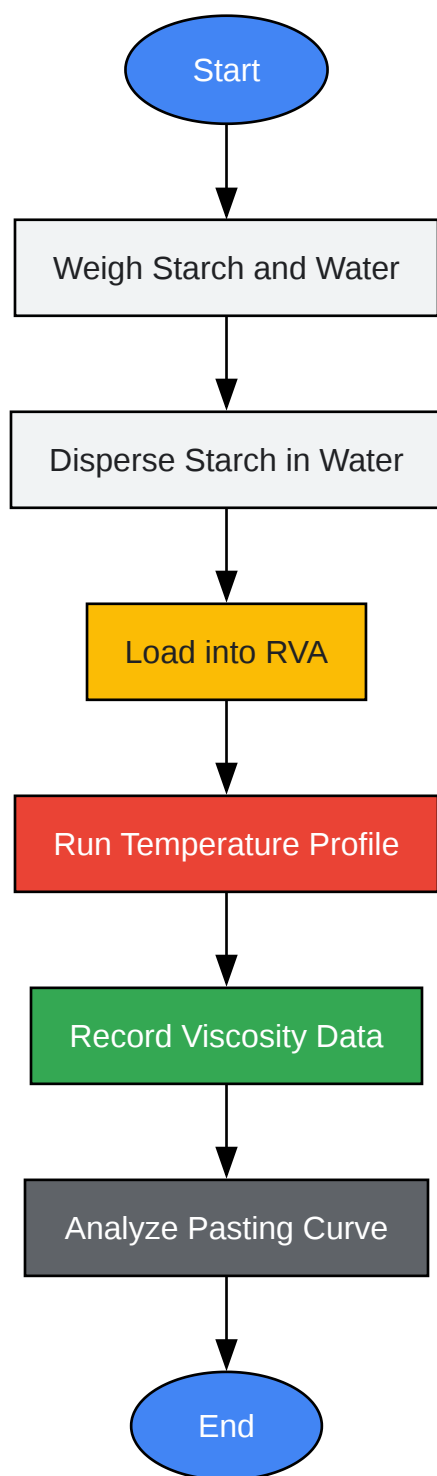 Start
Weigh Starch and Water
Disperse Starch in Water
Load into RVA
Run Temperature Profile
Record Viscosity Data
Analyze Pasting Curve
End